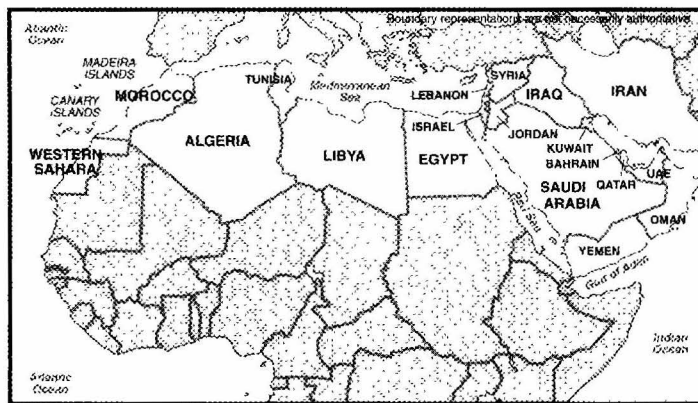 Boundary representations are not necessarily authoritative.
Atlantic
Ocean
MADEIRA
ISLANDS
TUNISIA
Mediterranean
Sea
SYRIA
LEBANON
IRAQ
IRAN
CANARY
ISLANDS
MOROCCO
ISRAEL
JORDAN
KUWAIT
BAHRAIN
WESTERN
SAHARA
ALGERIA
LIBYA
EGYPT
QATAR
UAE
SAUDI
ARABIA
Red Sea
OMAN
YEMEN
Gulf of Aden
Indian
Ocean
Atlantic
Ocean